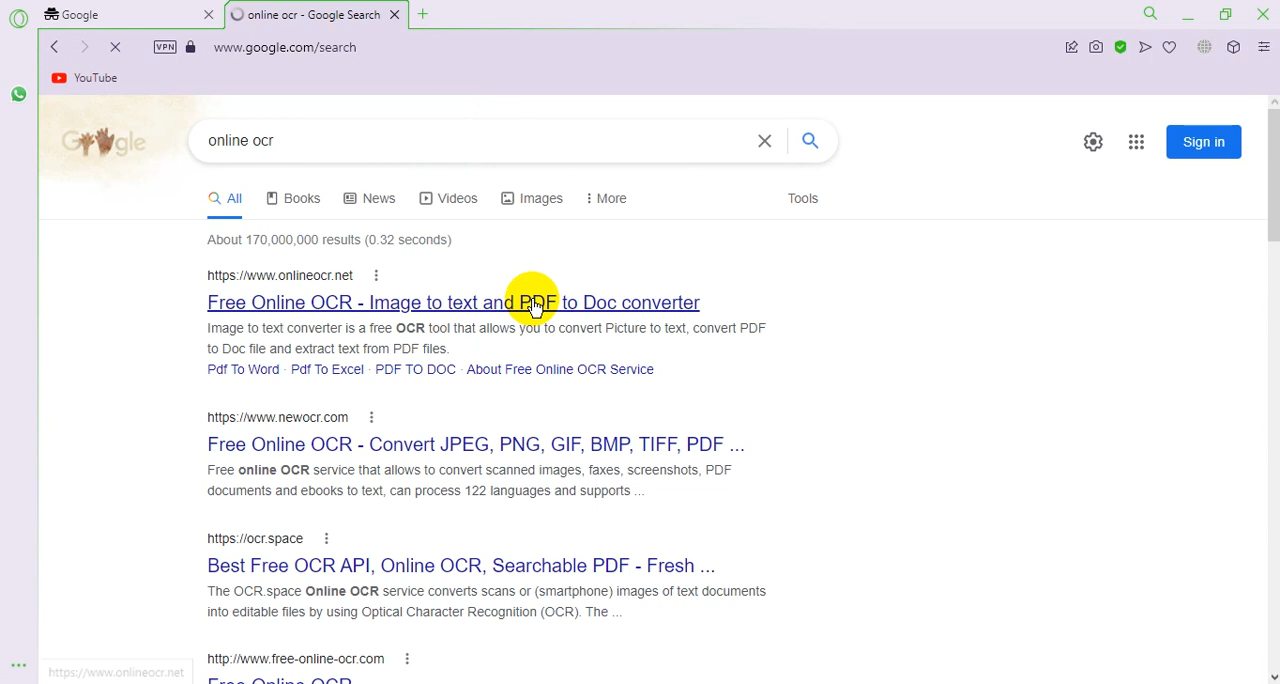 Google
online ocr - Google Search
VPN
www.google.com/search
YouTube
Google
online ocr
Sign in
All
Books
News
Videos
Images
More
Tools
About 170,000,000 results (0.32 seconds)
https://www.onlineocr.net
Free Online OCR - Image to text and PDF to Doc converter
Image to text converter is a free OCR tool that allows you to convert Picture to text, convert PDF
to Doc file and extract text from PDF files.
Pdf To Word · Pdf To Excel · PDF TO DOC · About Free Online OCR Service
https://www.newocr.com
Free Online OCR - Convert JPEG, PNG, GIF, BMP, TIFF, PDF ...
Free online OCR service that allows to convert scanned images, faxes, screenshots, PDF
documents and ebooks to text, can process 122 languages and supports ...
https://ocr.space
Best Free OCR API, Online OCR, Searchable PDF - Fresh ...
The OCR.space Online OCR service converts scans or (smartphone) images of text documents
into editable files by using Optical Character Recognition (OCR). The ...
http://www.free-online-ocr.com
Free Online OCR
https://www.onlineocr.net